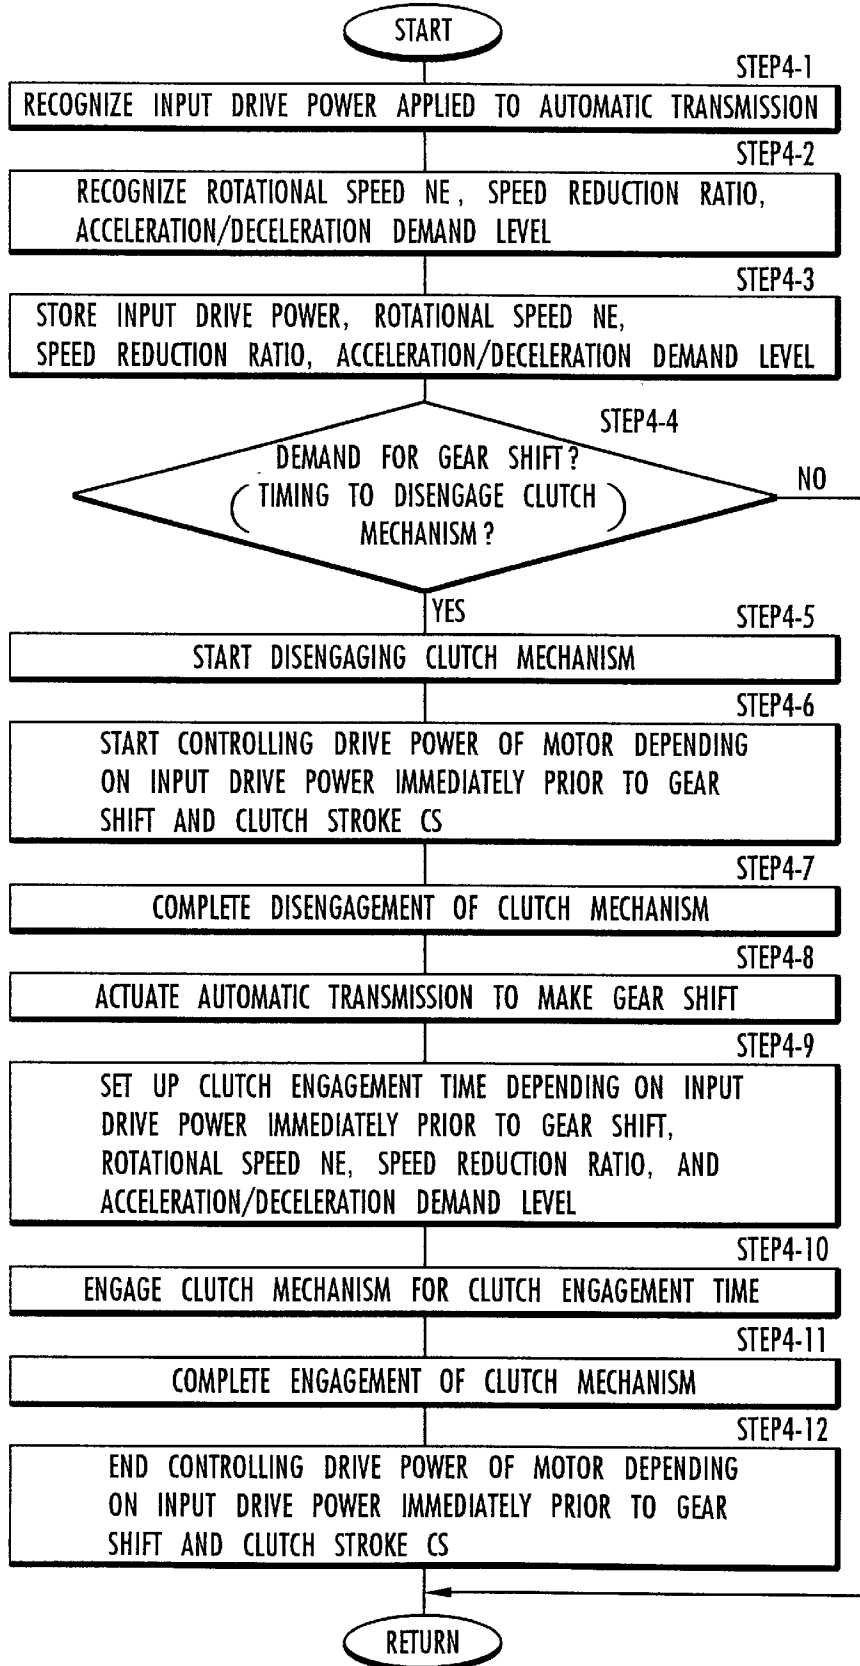 START
STEP4-1
RECOGNIZE INPUT DRIVE POWER APPLIED TO AUTOMATIC TRANSMISSION
STEP4-2
RECOGNIZE ROTATIONAL SPEED NE, SPEED REDUCTION RATIO,
ACCELERATION/DECELERATION DEMAND LEVEL
STEP4-3
STORE INPUT DRIVE POWER, ROTATIONAL SPEED NE,
SPEED REDUCTION RATIO, ACCELERATION/DECELERATION DEMAND LEVEL
STEP4-4
DEMAND FOR GEAR SHIFT?
(TIMING TO DISENGAGE CLUTCH
MECHANISM?)
NO
YES
STEP4-5
START DISENGAGING CLUTCH MECHANISM
STEP4-6
START CONTROLLING DRIVE POWER OF MOTOR DEPENDING
ON INPUT DRIVE POWER IMMEDIATELY PRIOR TO GEAR
SHIFT AND CLUTCH STROKE CS
STEP4-7
COMPLETE DISENGAGEMENT OF CLUTCH MECHANISM
STEP4-8
ACTUATE AUTOMATIC TRANSMISSION TO MAKE GEAR SHIFT
STEP4-9
SET UP CLUTCH ENGAGEMENT TIME DEPENDING ON INPUT
DRIVE POWER IMMEDIATELY PRIOR TO GEAR SHIFT,
ROTATIONAL SPEED NE, SPEED REDUCTION RATIO, AND
ACCELERATION/DECELERATION DEMAND LEVEL
STEP4-10
ENGAGE CLUTCH MECHANISM FOR CLUTCH ENGAGEMENT TIME
STEP4-11
COMPLETE ENGAGEMENT OF CLUTCH MECHANISM
STEP4-12
END CONTROLLING DRIVE POWER OF MOTOR DEPENDING
ON INPUT DRIVE POWER IMMEDIATELY PRIOR TO GEAR
SHIFT AND CLUTCH STROKE CS
RETURN